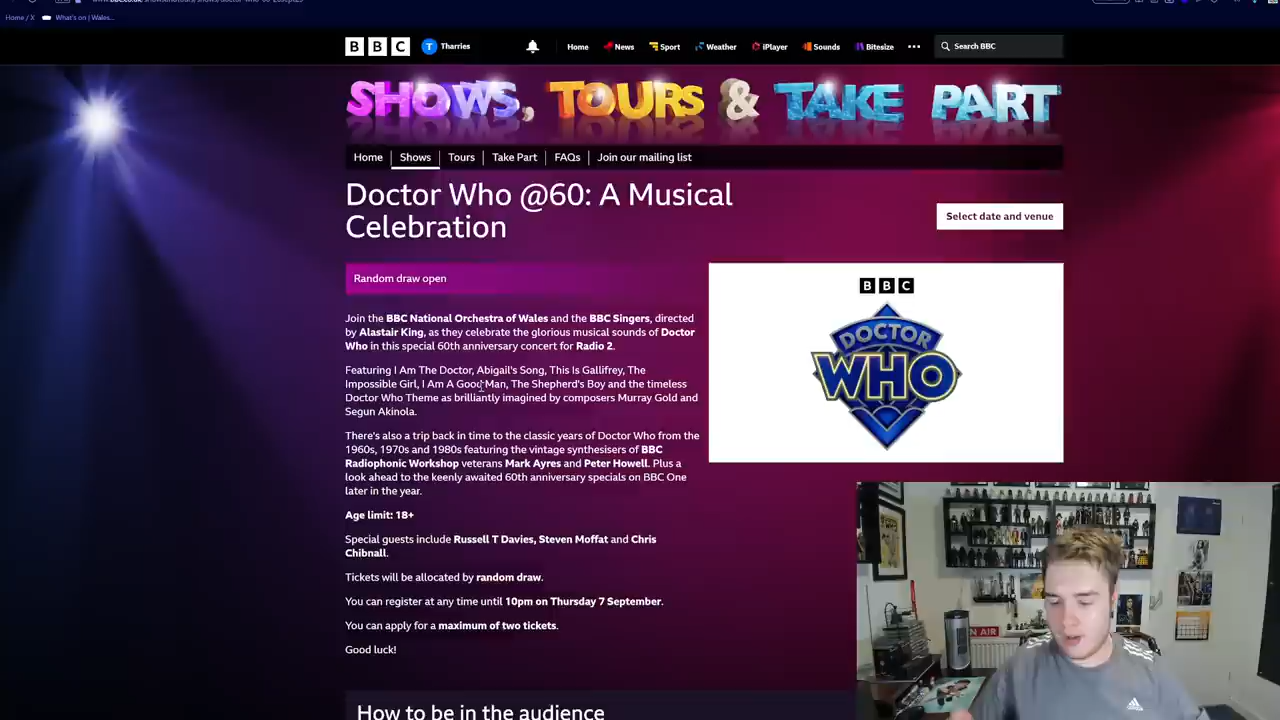 Home / X What's on | Wales...
BBC Tharries Home News Sport Weather iPlayer Sounds Bitesize Search BBC
SHOWS, TOURS & TAKE PART
Home Shows Tours Take Part FAQs Join our mailing list
Doctor Who @60: A Musical
Celebration
Select date and venue
Random draw open
Join the BBC National Orchestra of Wales and the BBC Singers, directed
by Alastair King, as they celebrate the glorious musical sounds of Doctor
Who in this special 60th anniversary concert for Radio 2.
Featuring I Am The Doctor, Abigail's Song, This Is Gallifrey, The
Impossible Girl, I Am A Good Man, The Shepherd's Boy and the timeless
Doctor Who Theme as brilliantly imagined by composers Murray Gold and
Segun Akinola.
There's also a trip back in time to the classic years of Doctor Who from the
1960s, 1970s and 1980s featuring the vintage synthesisers of BBC
Radiophonic Workshop veterans Mark Ayres and Peter Howell. Plus a
look ahead to the keenly awaited 60th anniversary specials on BBC One
later in the year.
Age limit: 18+
Special guests include Russell T Davies, Steven Moffat and Chris
Chibnall.
Tickets will be allocated by random draw.
You can register at any time until 10pm on Thursday 7 September.
You can apply for a maximum of two tickets.
Good luck!
How to be in the audience
BBC
DOCTOR
WHO
ON AIR
adidas